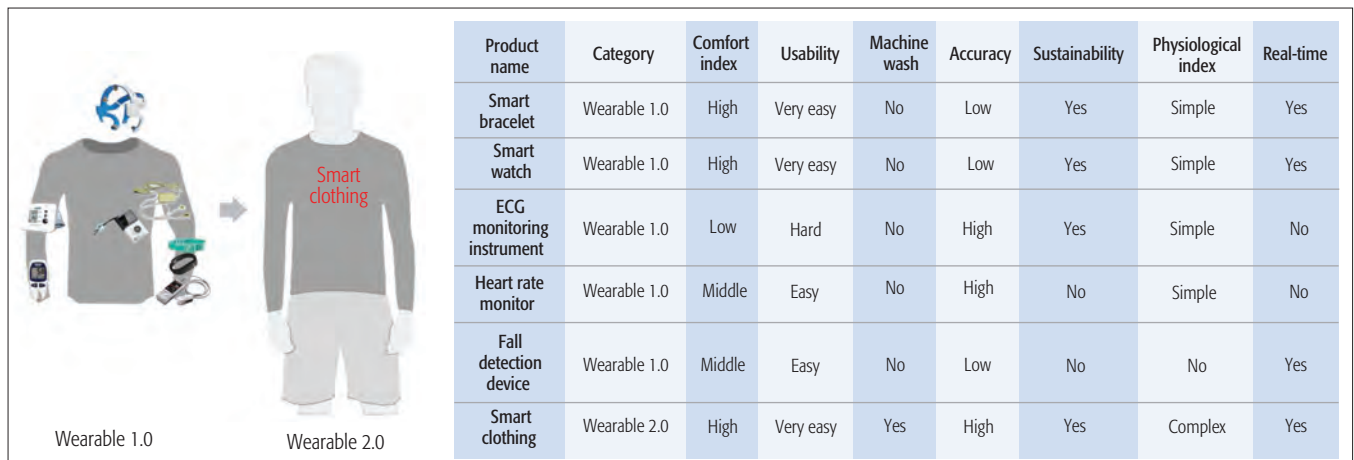 Smart
clothing
Wearable 1.0
Wearable 2.0
Product name Category Comfort index Usability Machine wash Accuracy Sustainability Physiological index Real-time
Smart bracelet Wearable 1.0 High Very easy No Low Yes Simple Yes
Smart watch Wearable 1.0 High Very easy No Low Yes Simple Yes
ECG monitoring instrument Wearable 1.0 Low Hard No High Yes Simple No
Heart rate monitor Wearable 1.0 Middle Easy No High No Simple No
Fall detection device Wearable 1.0 Middle Easy No Low No No Yes
Smart clothing Wearable 2.0 High Very easy Yes High Yes Complex Yes